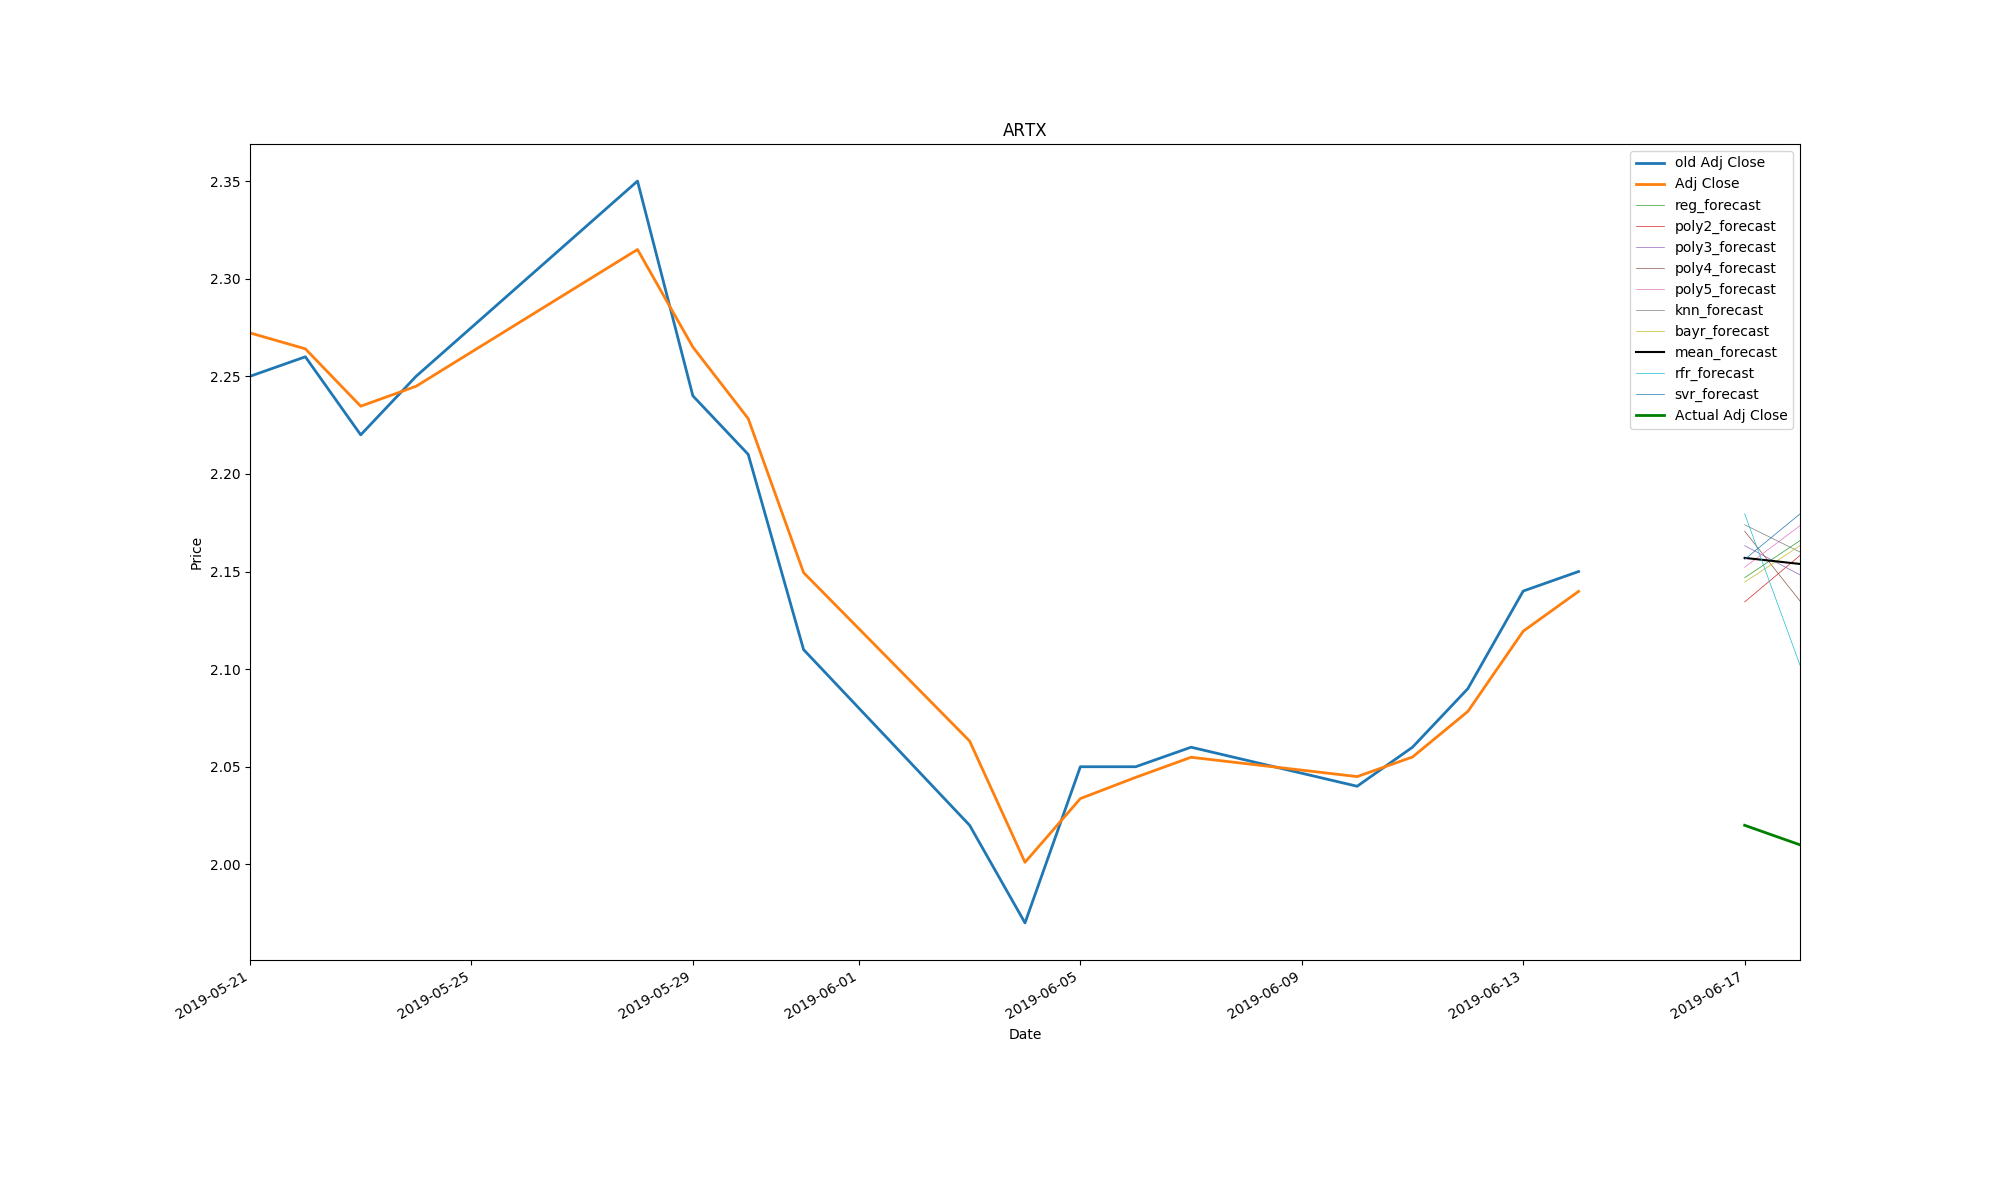 ARTX
old Adj Close
Adj Close
reg_forecast
poly2_forecast
poly3_forecast
poly4_forecast
poly5_forecast
knn_forecast
bayr_forecast
mean_forecast
rfr_forecast
svr_forecast
Actual Adj Close
Price
2.35
2.30
2.25
2.20
2.15
2.10
2.05
2.00
2019-05-21
2019-05-25
2019-05-29
2019-06-01
2019-06-05
2019-06-09
2019-06-13
2019-06-17
Date